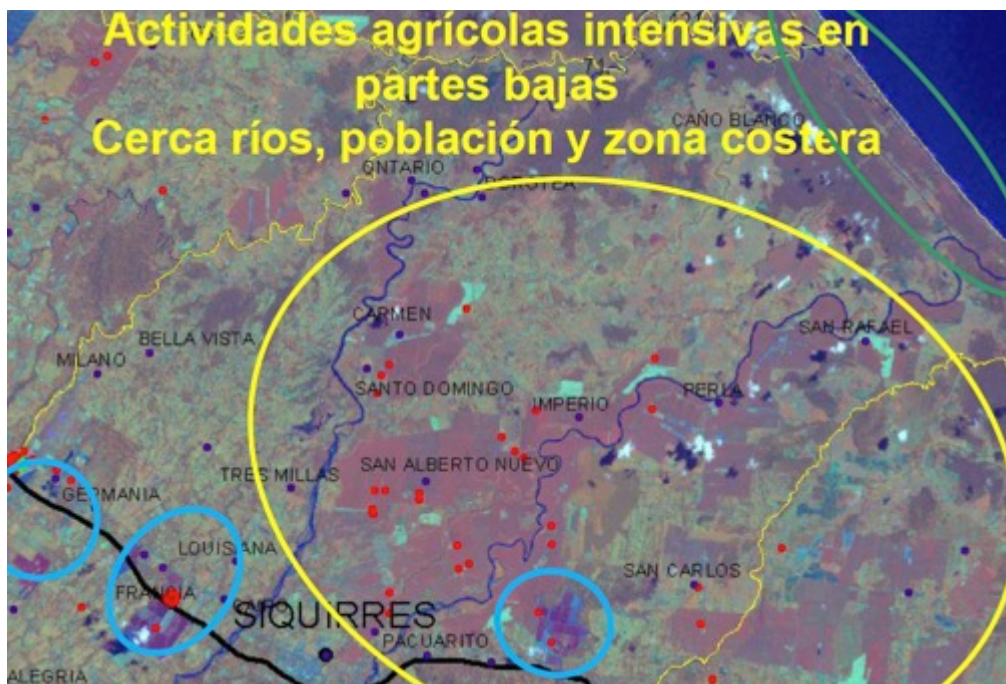 Actividades agrícolas intensivas en
partes bajas
Cerca ríos, población y zona costera
CAÑO BLANCO
ONTARIO
DOROTEA
CARMEN
SAN RAFAEL
BELLA VISTA
MILANO
SANTO DOMINGO
PERLA
IMPERIO
SAN ALBERTO NUEVO
TRES MILLAS
GERMANIA
LOUISIANA
SAN CARLOS
FRANCIA
SIQUIRRES
PACUARITO
ALEGRIA